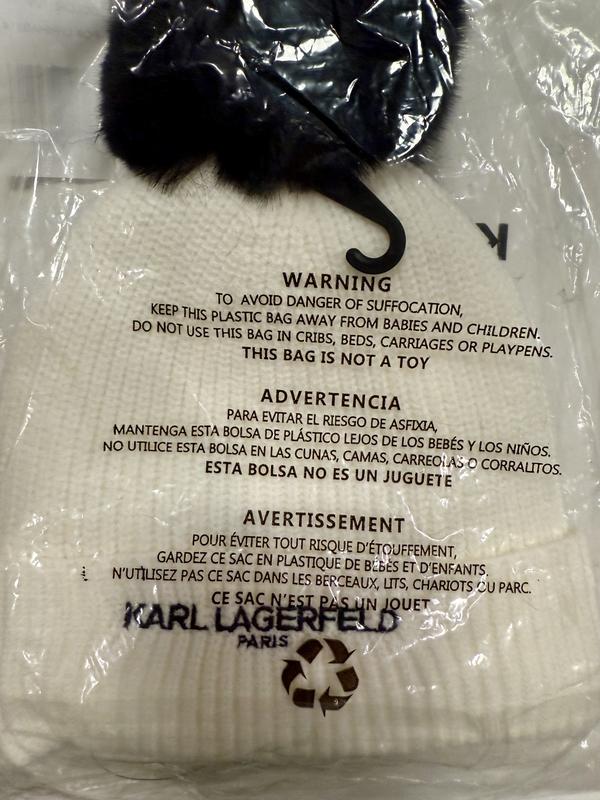 K
WARNING
TO AVOID DANGER OF SUFFOCATION,
KEEP THIS PLASTIC BAG AWAY FROM BABIES AND CHILDREN.
DO NOT USE THIS BAG IN CRIBS, BEDS, CARRIAGES OR PLAYPENS.
THIS BAG IS NOT A TOY
ADVERTENCIA
PARA EVITAR EL RIESGO DE ASFIXIA,
MANTENGA ESTA BOLSA DE PLÁSTICO LEJOS DE LOS BEBÉS Y LOS NIÑOS.
NO UTILICE ESTA BOLSA EN LAS CUNAS, CAMAS, CARREOLAS O CORRALITOS.
ESTA BOLSA NO ES UN JUGUETE
AVERTISSEMENT
POUR ÉVITER TOUT RISQUE D'ÉTOUFFEMENT,
GARDEZ CE SAC EN PLASTIQUE DE BÉBÉS ET D'ENFANTS.
N'UTILISEZ PAS CE SAC DANS LES BERCEAUX, LITS, CHARIOTS OU PARC.
CE SAC N'EST PAS UN JOUET
KARL LAGERFELD
PARIS